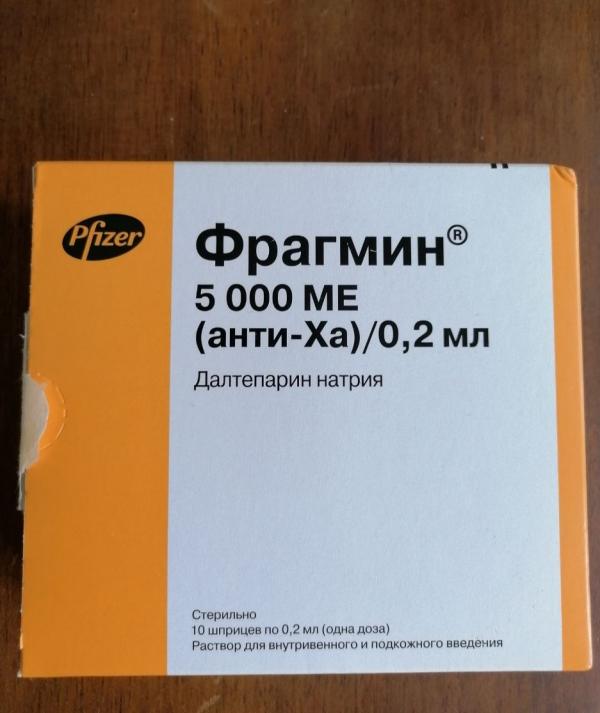 Pfizer
Фрагмин®
5 000 МЕ
(анти-Ха)/0,2 мл
Далтепарин натрия
Стерильно
10 шприцев по 0,2 мл (одна доза)
Раствор для внутривенного и подкожного введения